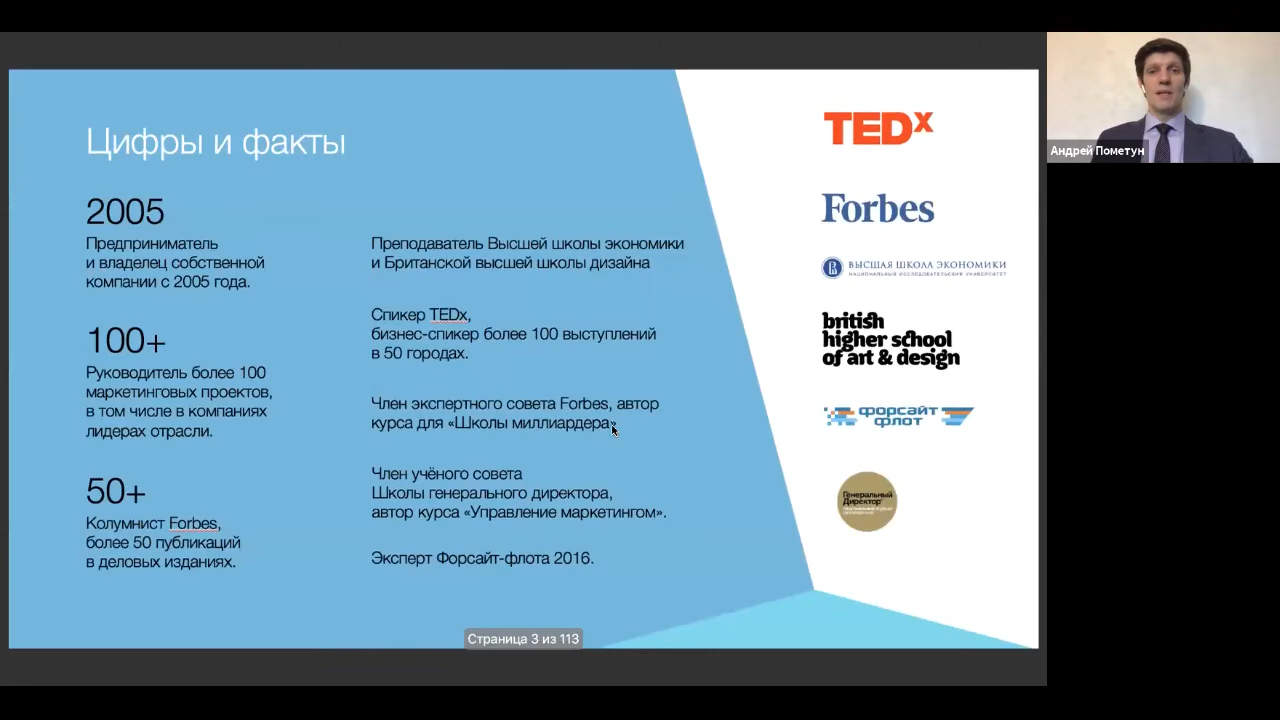 Цифры и факты
2005
Предприниматель
и владелец собственной
компании с 2005 года.
100+
Руководитель более 100
маркетинговых проектов,
в том числе в компаниях
лидерах отрасли.
50+
Колумнист Forbes,
более 50 публикаций
в деловых изданиях.
Преподаватель Высшей школы экономики
и Британской высшей школы дизайна
Спикер TEDx,
бизнес-спикер более 100 выступлений
в 50 городах.
Член экспертного совета Forbes, автор
курса для «Школы миллиардера»
Член учёного совета
Школы генерального директора,
автор курса «Управление маркетингом».
Эксперт Форсайт-флота 2016.
TEDx
Forbes
ВЫСШАЯ ШКОЛА ЭКОНОМИКИ
НАЦИОНАЛЬНЫЙ ИССЛЕДОВАТЕЛЬСКИЙ УНИВЕРСИТЕТ
british
higher school
of art & design
форсайт
флот
Генеральный
Директор
Страница 3 из 113
Андрей Пометун